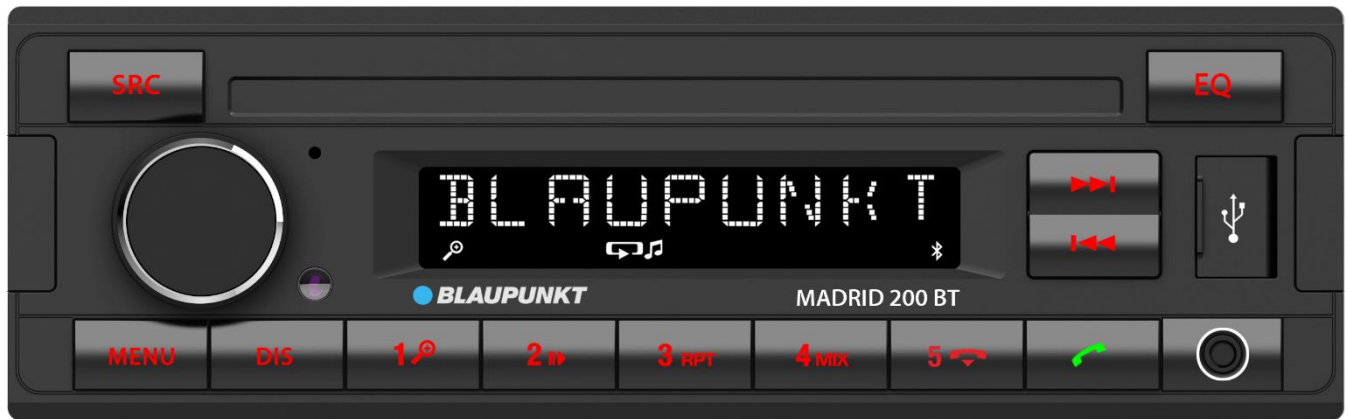 SRC
EQ
BLAUPUNKT
BLAUPUNKT
MADRID 200 BT
MENU
DIS
1
2
3 RPT
4 MIX
5